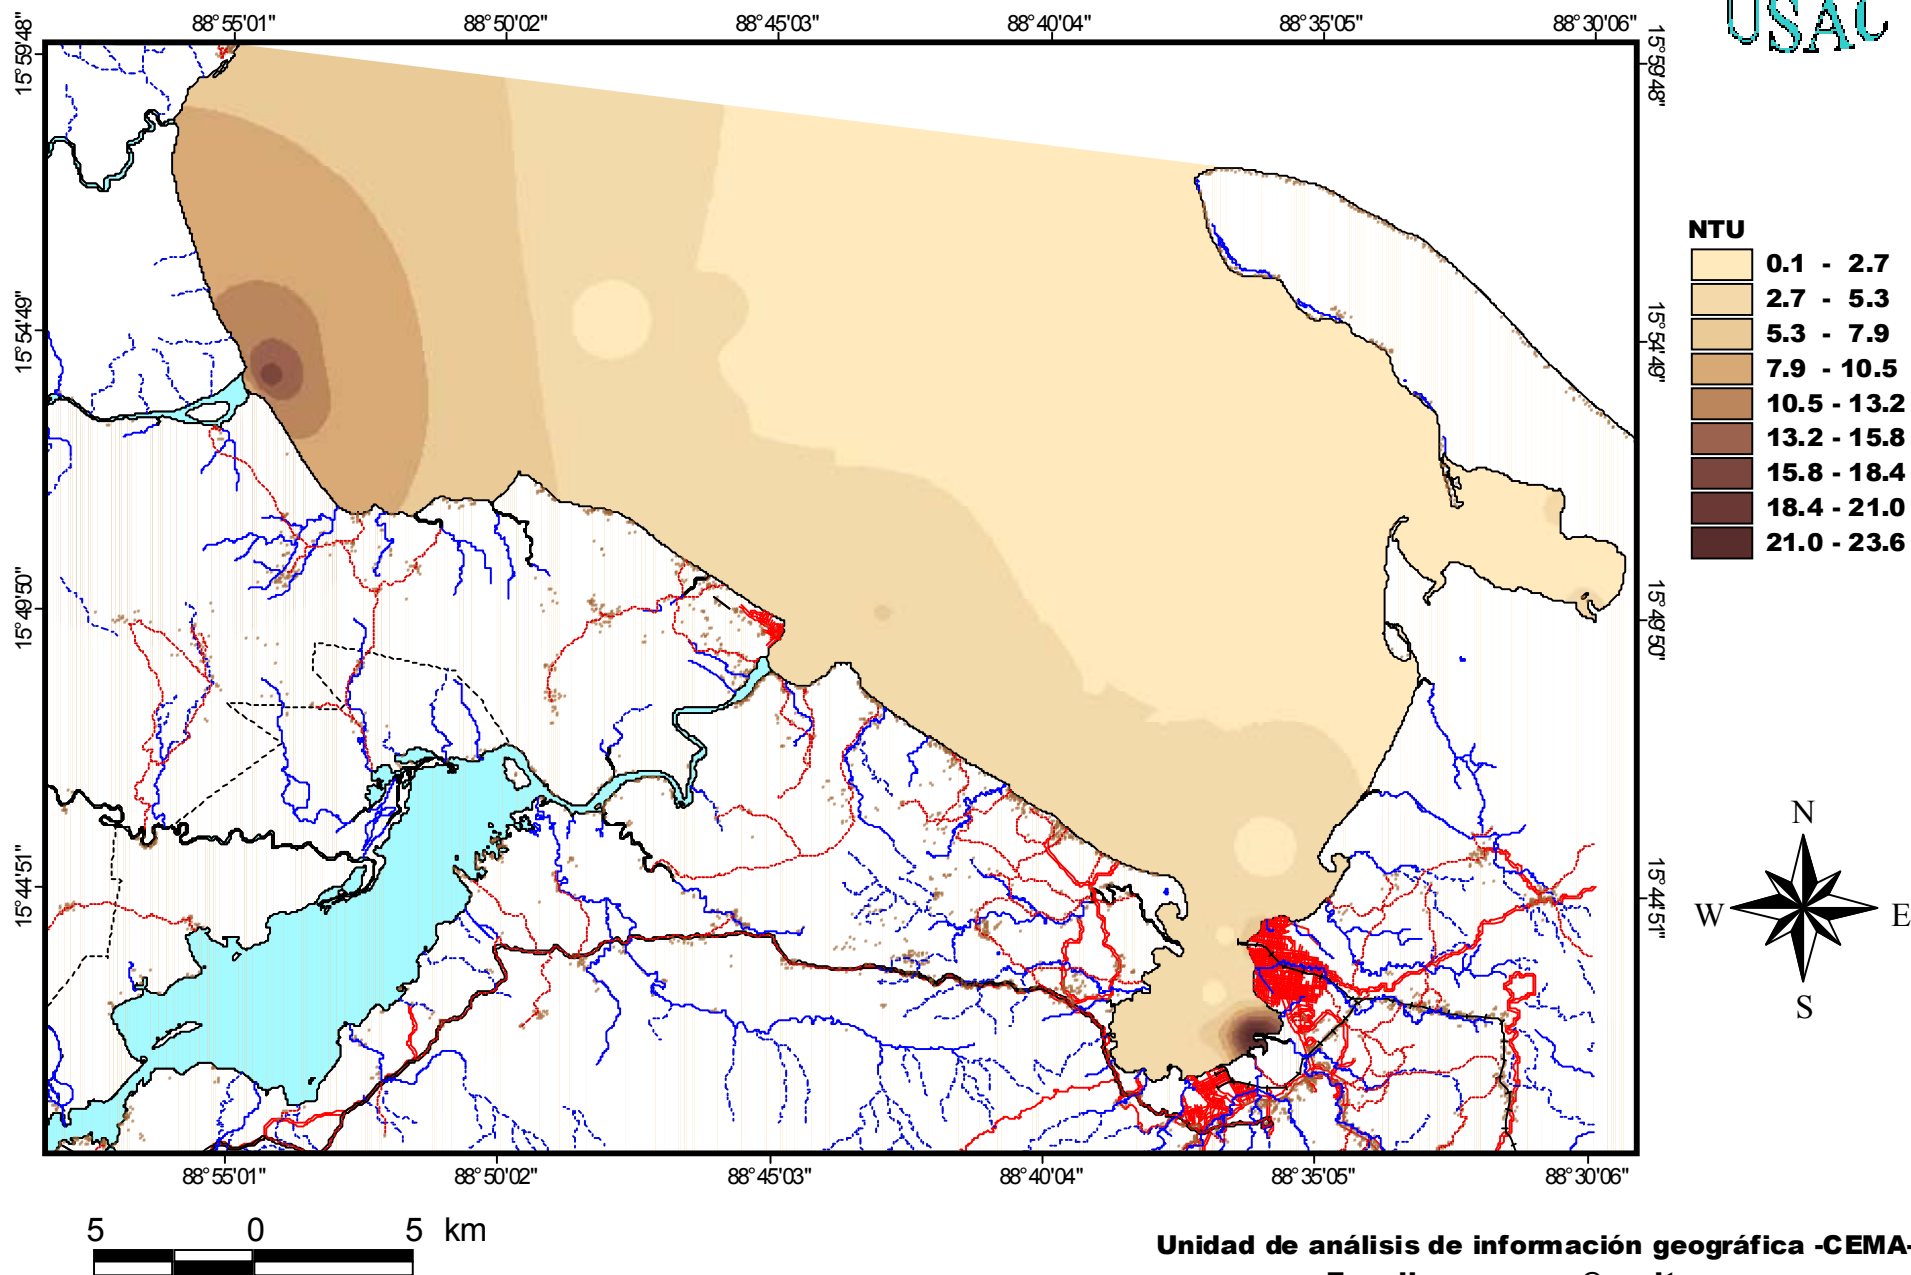 USAC
88°55'01" 88°50'02" 88°45'03" 88°40'04" 88°35'05" 88°30'06"
15°59'48" 15°59'48"
NTU
0.1 - 2.7
2.7 - 5.3
5.3 - 7.9
7.9 - 10.5
10.5 - 13.2
13.2 - 15.8
15.8 - 18.4
18.4 - 21.0
21.0 - 23.6
15°54'49" 15°54'49"
15°49'50" 15°49'50"
15°44'51" 15°44'51"
N
W E
S
88°55'01" 88°50'02" 88°45'03" 88°40'04" 88°35'05" 88°30'06"
5 0 5 km
Unidad de análisis de información geográfica -CEMA-